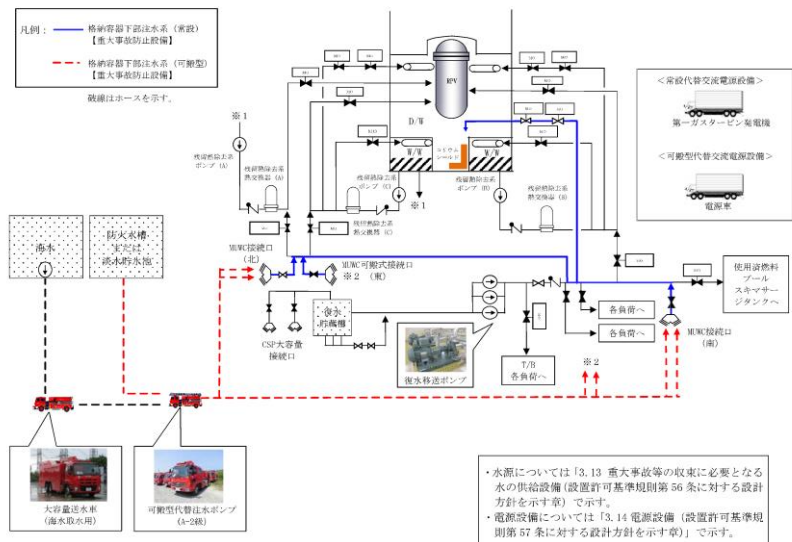 凡例：
格納容器下部注水系（常設）
【重大事故防止設備】
格納容器下部注水系（可搬型）
【重大事故防止設備】
破線はホースを示す。
RPV
D/W
W/W
W/W
コリウム
シールド
＜常設代替交流電源設備＞
第一ガスタービン発電機
＜可搬型代替交流電源設備＞
電源車
※1
残留熱除去系
ポンプ（A）
残留熱除去系
熱交換器（A）
残留熱除去系
ポンプ（C）
※1
残留熱除去系
ポンプ（B）
残留熱除去系
熱交換器（B）
海水
防火水槽
または
淡水貯水池
MUWC接続口
（北）
MUWC可搬式接続口
※2（東）
復水
貯蔵槽
CSP大容量
接続口
復水移送ポンプ
T/B
各負荷へ
各負荷へ
各負荷へ
MUWC接続口
（南）
使用済燃料
プール
スキマサー
ジタンクへ
※2
大容量送水車
（海水取水用）
可搬型代替注水ポンプ
（A-2級）
・水源については「3.13 重大事故等の収束に必要となる
水の供給設備（設置許可基準規則第56条に対する設計
方針を示す章）」で示す。
・電源設備については「3.14 電源設備（設置許可基準規
則第57条に対する設計方針を示す章）」で示す。